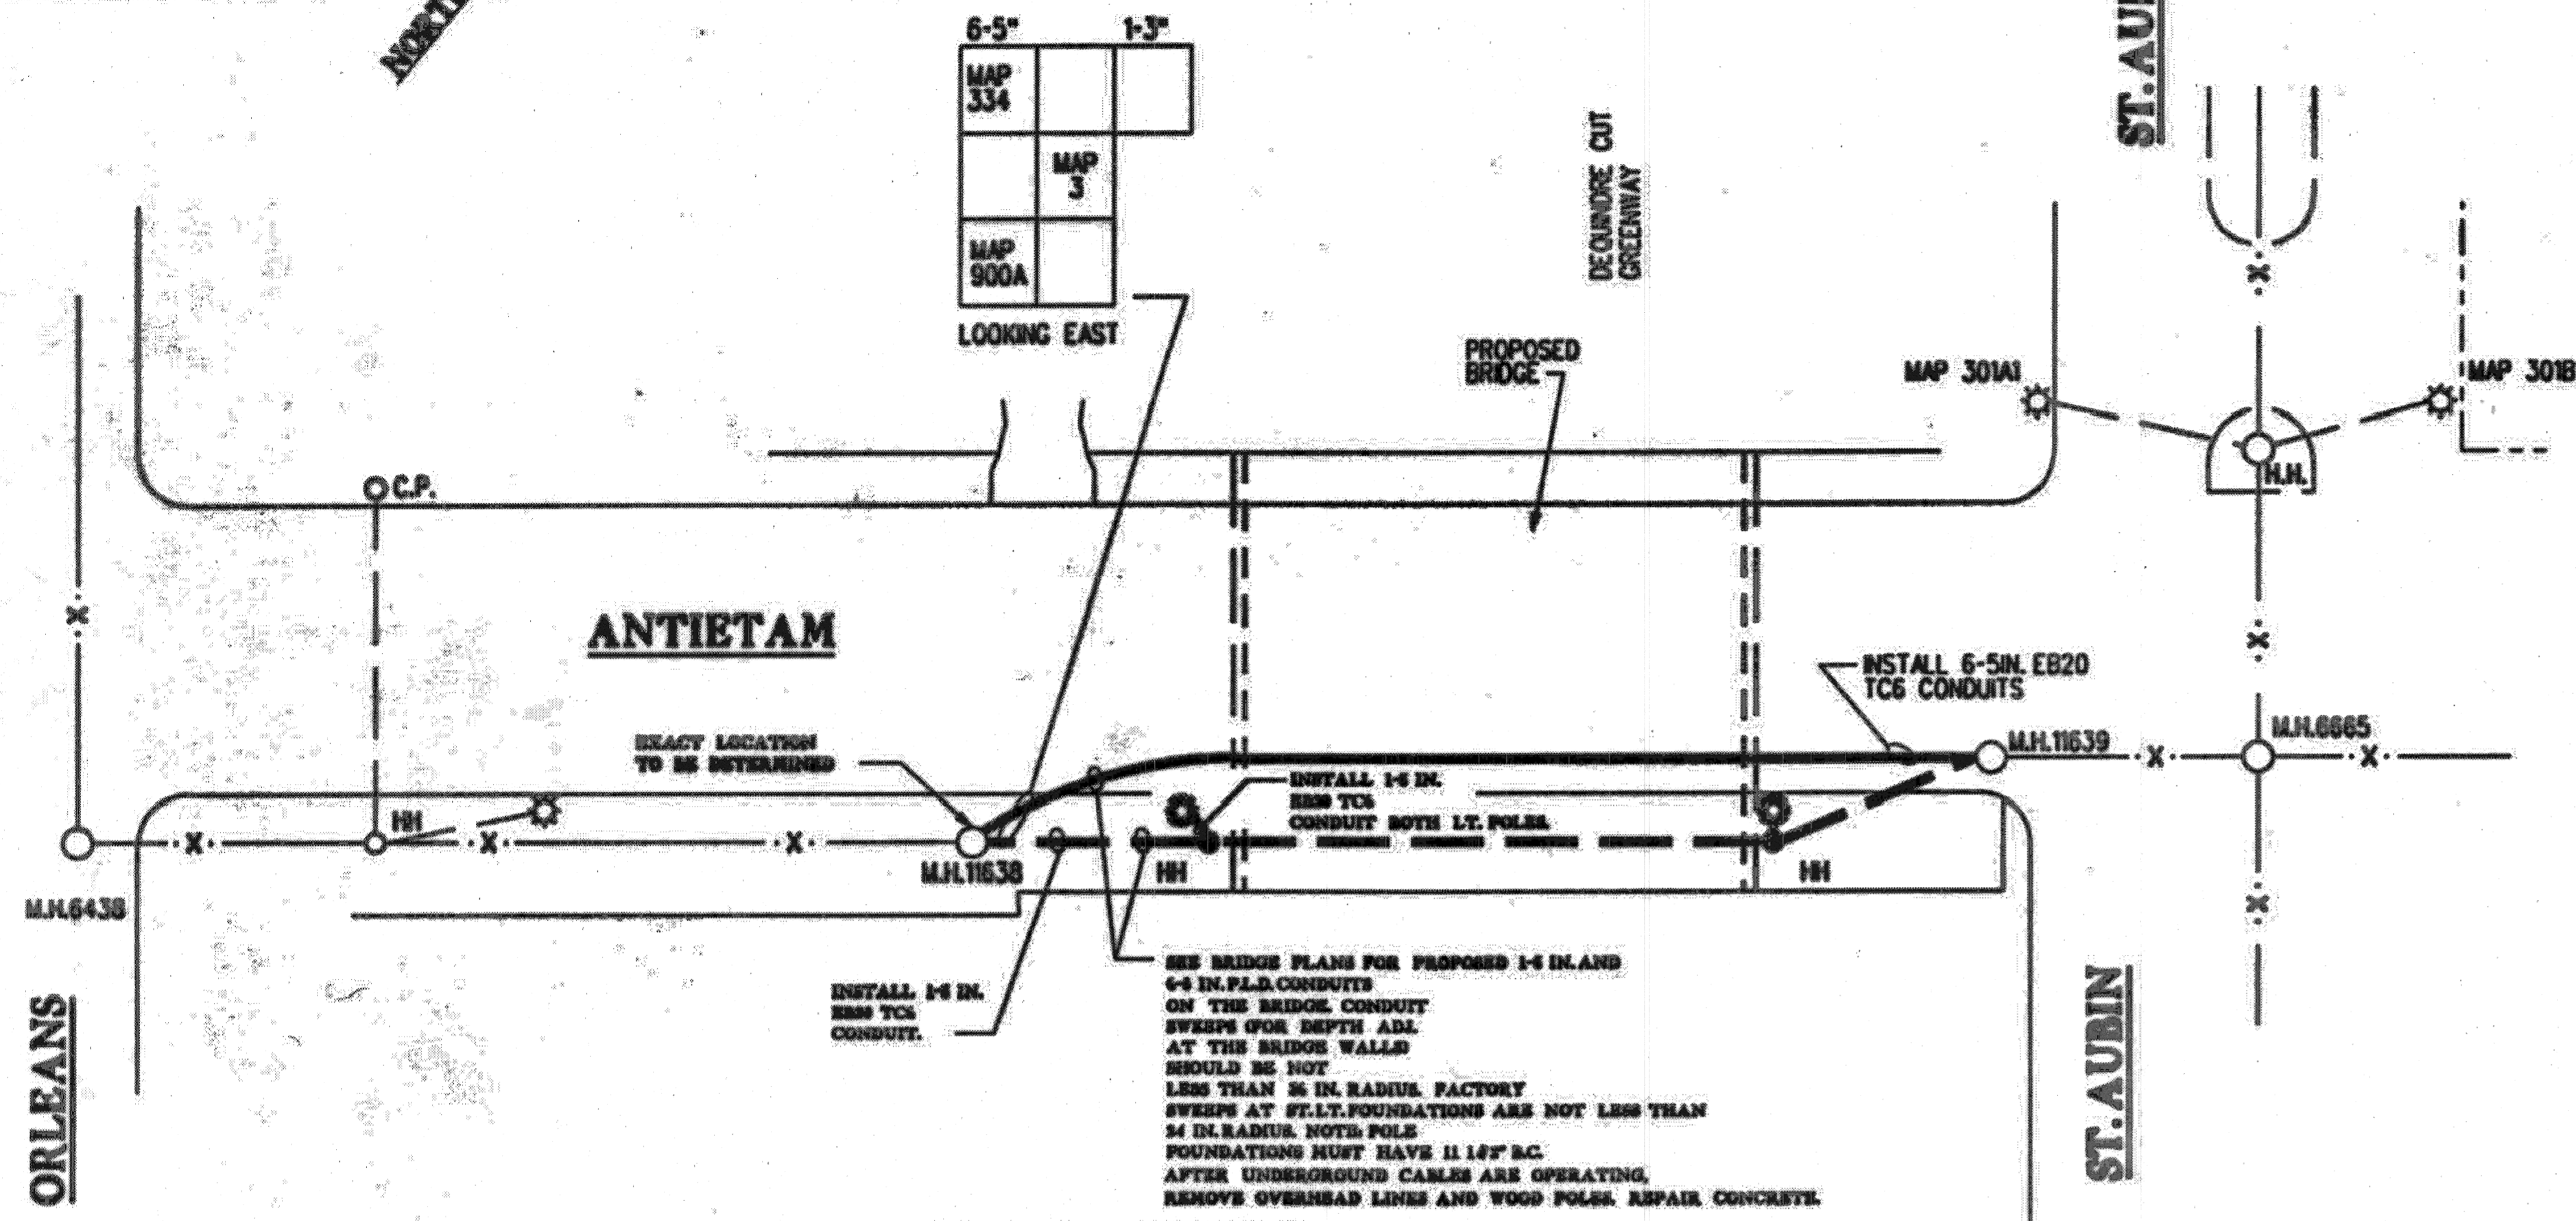 6-5" 1-3"
MAP
334
MAP
3
MAP
900A
LOOKING EAST
DEQUINDRE CUT
GREENWAY
PROPOSED
BRIDGE
MAP 301A1
MAP 301B
C.P.
H.H.
ANTIETAM
INSTALL 6-5IN. EB20
TC6 CONDUITS
EXACT LOCATION
TO BE DETERMINED
M.H.11639
M.H.6665
INSTALL 1-5 IN.
EB20 TC6
CONDUIT BOTH LT. POLES.
HH
M.H.11638
HH
HH
M.H.6438
INSTALL 1-5 IN.
EB20 TC6
CONDUIT.
SEE BRIDGE PLANS FOR PROPOSED 1-5 IN. AND
6-5 IN. P.L.D. CONDUITS
ON THE BRIDGE. CONDUIT
SWEEPS (FOR DEPTH ADJ.
AT THE BRIDGE WALLS)
SHOULD BE NOT
LESS THAN 36 IN. RADIUS. FACTORY
SWEEPS AT ST. LT. FOUNDATIONS ARE NOT LESS THAN
24 IN. RADIUS. NOTE: POLE
FOUNDATIONS MUST HAVE 11 1/2" B.C.
AFTER UNDERGROUND CABLES ARE OPERATING,
REMOVE OVERHEAD LINES AND WOOD POLES. REPAIR CONCRETE.
ORLEANS
ST. AUBIN